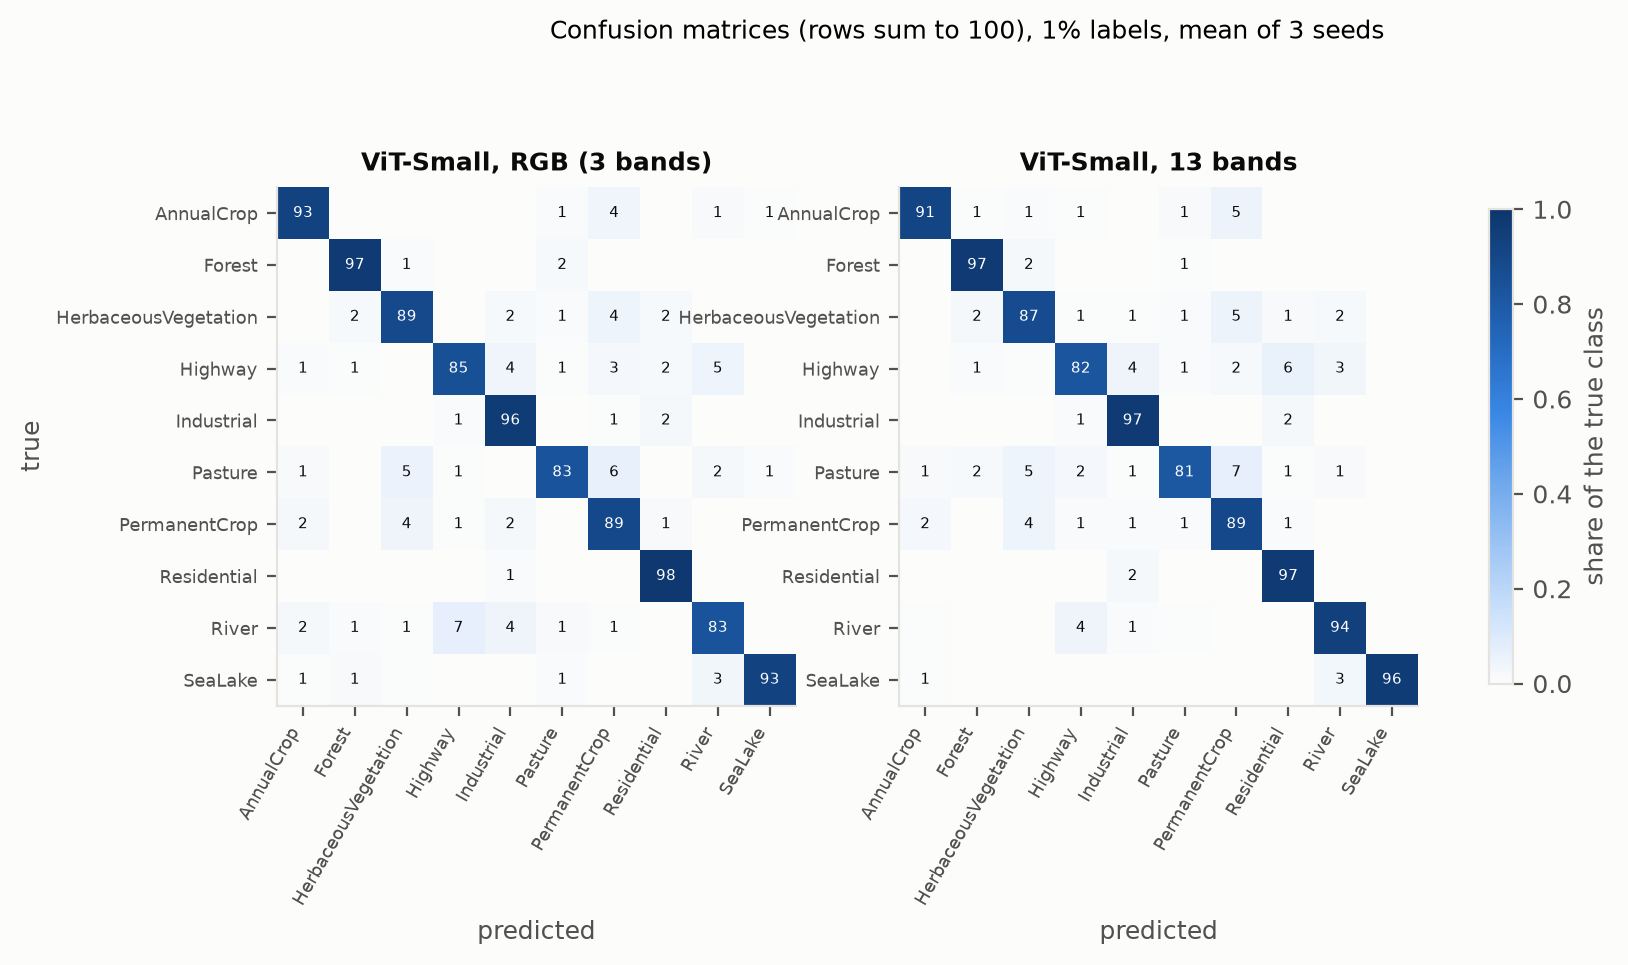 Confusion matrices (rows sum to 100), 1% labels, mean of 3 seeds
ViT-Small, RGB (3 bands)
true
AnnualCrop 93 1 4 1 1
Forest 97 1 2
HerbaceousVegetation 2 89 2 1 4 2
Highway 1 1 85 4 1 3 2 5
Industrial 1 96 1 2
Pasture 1 5 1 83 6 2 1
PermanentCrop 2 4 1 2 89 1
Residential 1 98
River 2 1 1 7 4 1 1 83
SeaLake 1 1 1 3 93
AnnualCrop
Forest
HerbaceousVegetation
Highway
Industrial
Pasture
PermanentCrop
Residential
River
SeaLake
predicted
ViT-Small, 13 bands
AnnualCrop 91 1 1 1 1 5
Forest 97 2 1
HerbaceousVegetation 2 87 1 1 1 5 1 2
Highway 1 82 4 1 2 6 3
Industrial 1 97 2
Pasture 1 2 5 2 1 81 7 1 1
PermanentCrop 2 4 1 1 1 89 1
Residential 2 97
River 4 1 94
SeaLake 1 3 96
AnnualCrop
Forest
HerbaceousVegetation
Highway
Industrial
Pasture
PermanentCrop
Residential
River
SeaLake
predicted
1.0
0.8
0.6
0.4
0.2
0.0
share of the true class